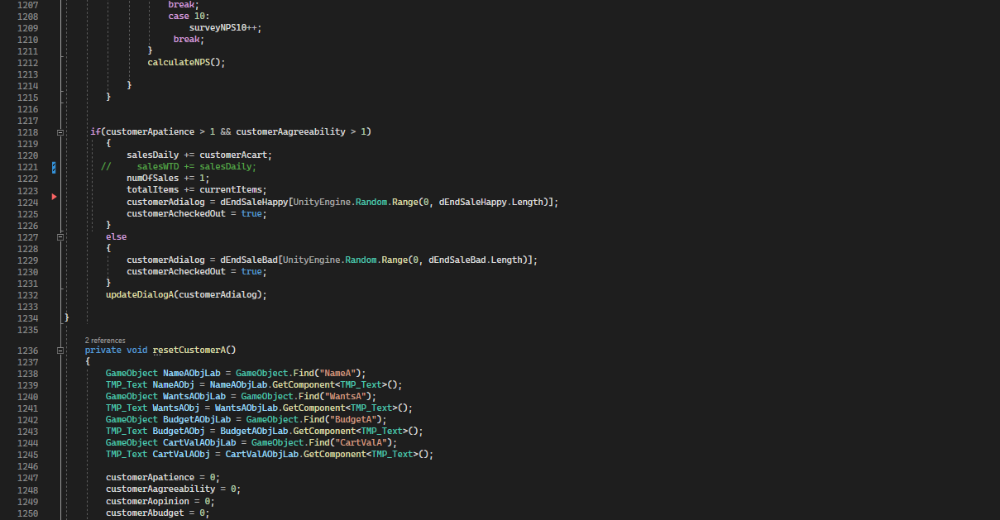 1207 break;
1208 case 10:
1209 surveyNPS10++;
1210 break;
1211 }
1212 calculateNPS();
1213
1214 }
1215 }
1216
1217
1218 if(customerApatience > 1 && customerAagreeability > 1)
1219 {
1220 salesDaily += customerAcart;
1221 // salesWTD += salesDaily;
1222 numOfSales += 1;
1223 totalItems += currentItems;
1224 customerAdialog = dEndSaleHappy[UnityEngine.Random.Range(0, dEndSaleHappy.Length)];
1225 customerAcheckedOut = true;
1226 }
1227 else
1228 {
1229 customerAdialog = dEndSaleBad[UnityEngine.Random.Range(0, dEndSaleBad.Length)];
1230 customerAcheckedOut = true;
1231 }
1232 updateDialogA(customerAdialog);
1233
1234 }
1235
2 references
1236 private void resetCustomerA()
1237 {
1238 GameObject NameAObjLab = GameObject.Find("NameA");
1239 TMP_Text NameAObj = NameAObjLab.GetComponent<TMP_Text>();
1240 GameObject WantsAObjLab = GameObject.Find("WantsA");
1241 TMP_Text WantsAObj = WantsAObjLab.GetComponent<TMP_Text>();
1242 GameObject BudgetAObjLab = GameObject.Find("BudgetA");
1243 TMP_Text BudgetAObj = BudgetAObjLab.GetComponent<TMP_Text>();
1244 GameObject CartValAObjLab = GameObject.Find("CartValA");
1245 TMP_Text CartValAObj = CartValAObjLab.GetComponent<TMP_Text>();
1246
1247 customerApatience = 0;
1248 customerAagreeability = 0;
1249 customerAopinion = 0;
1250 customerAbudget = 0;